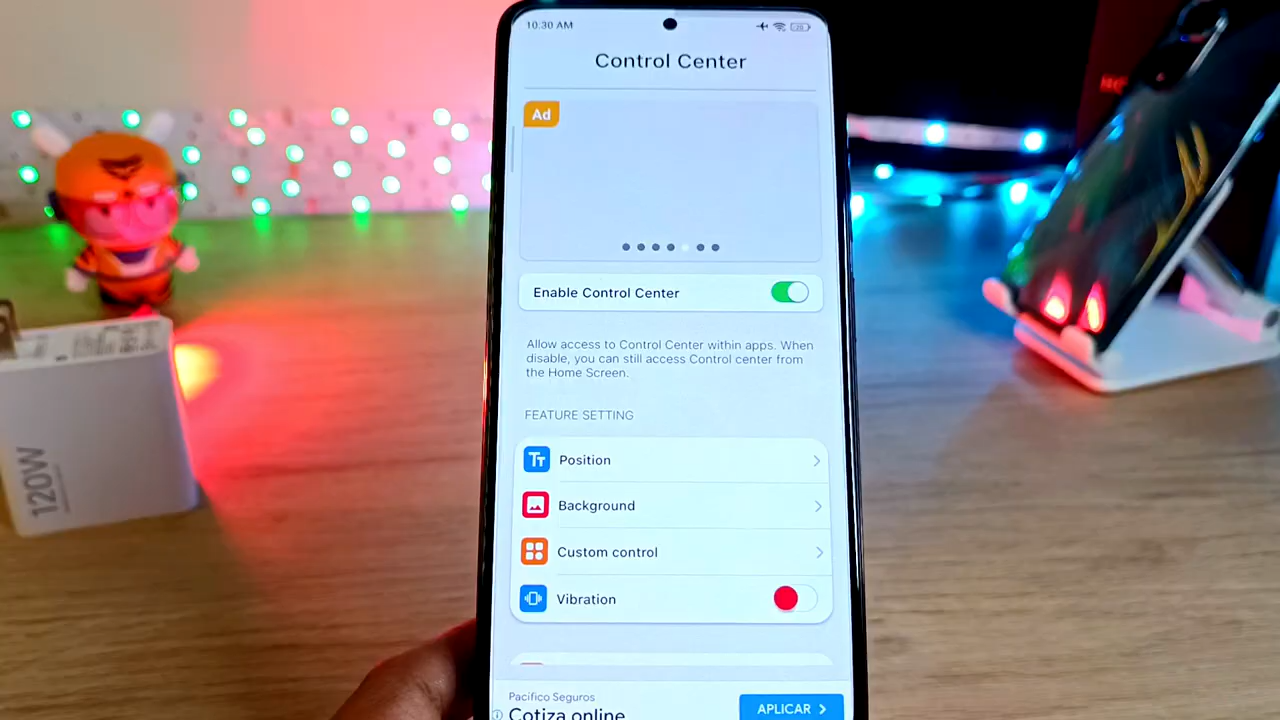 10:30 AM
Control Center
Ad
Enable Control Center
Allow access to Control Center within apps. When
disable, you can still access Control center from
the Home Screen.
FEATURE SETTING
Position
Background
Custom control
Vibration
Pacifico Seguros
Cotiza online
APLICAR
120W